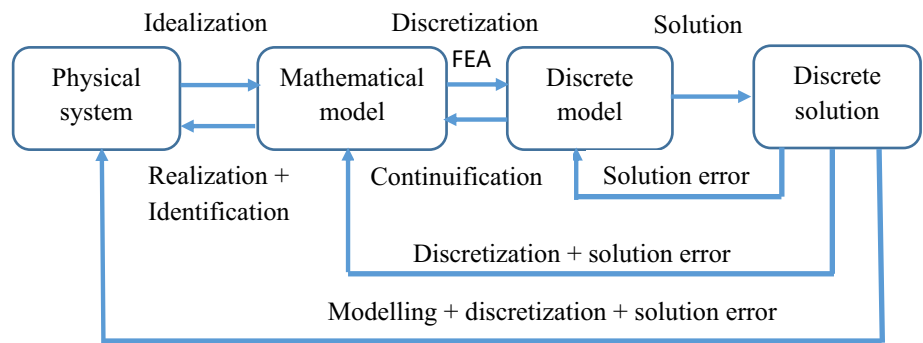 Idealization
Discretization
Solution
FEA
Physical
system
Mathematical
model
Discrete
model
Discrete
solution
Realization +
Identification
Continuification
Solution error
Discretization + solution error
Modelling + discretization + solution error